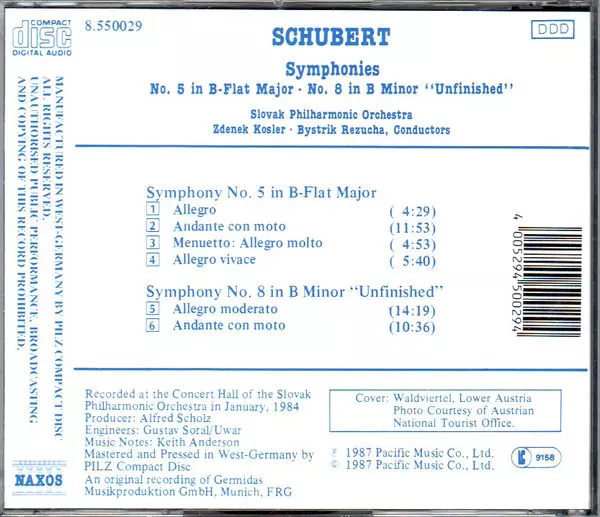 COMPACT
disc
DIGITAL AUDIO
8.550029
SCHUBERT
DDD
Symphonies
No. 5 in B-Flat Major · No. 8 in B Minor “Unfinished”
Slovak Philharmonic Orchestra
Zdenek Kosler · Bystrik Rezucha, Conductors
MANUFACTURED IN WEST-GERMANY BY PILZ COMPACT DISC
ALL RIGHTS RESERVED.
UNAUTHORISED PUBLIC PERFORMANCE, BROADCASTING
AND COPYING OF THIS RECORD PROHIBITED.
Symphony No. 5 in B-Flat Major
1 Allegro ( 4:29)
2 Andante con moto (11:53)
3 Menuetto: Allegro molto ( 4:53)
4 Allegro vivace ( 5:40)
Symphony No. 8 in B Minor “Unfinished”
5 Allegro moderato (14:19)
6 Andante con moto (10:36)
4 005294 500294
Recorded at the Concert Hall of the Slovak
Philharmonic Orchestra in January, 1984
Producer: Alfred Scholz
Engineers: Gustav Soral/Uwar
Music Notes: Keith Anderson
Mastered and Pressed in West-Germany by
PILZ Compact Disc
An original recording of Germidas
Musikproduktion GmbH, Munich, FRG
Cover: Waldviertel, Lower Austria
Photo Courtesy of Austrian
National Tourist Office.
℗ 1987 Pacific Music Co., Ltd.
© 1987 Pacific Music Co., Ltd.
LC 9158
NAXOS